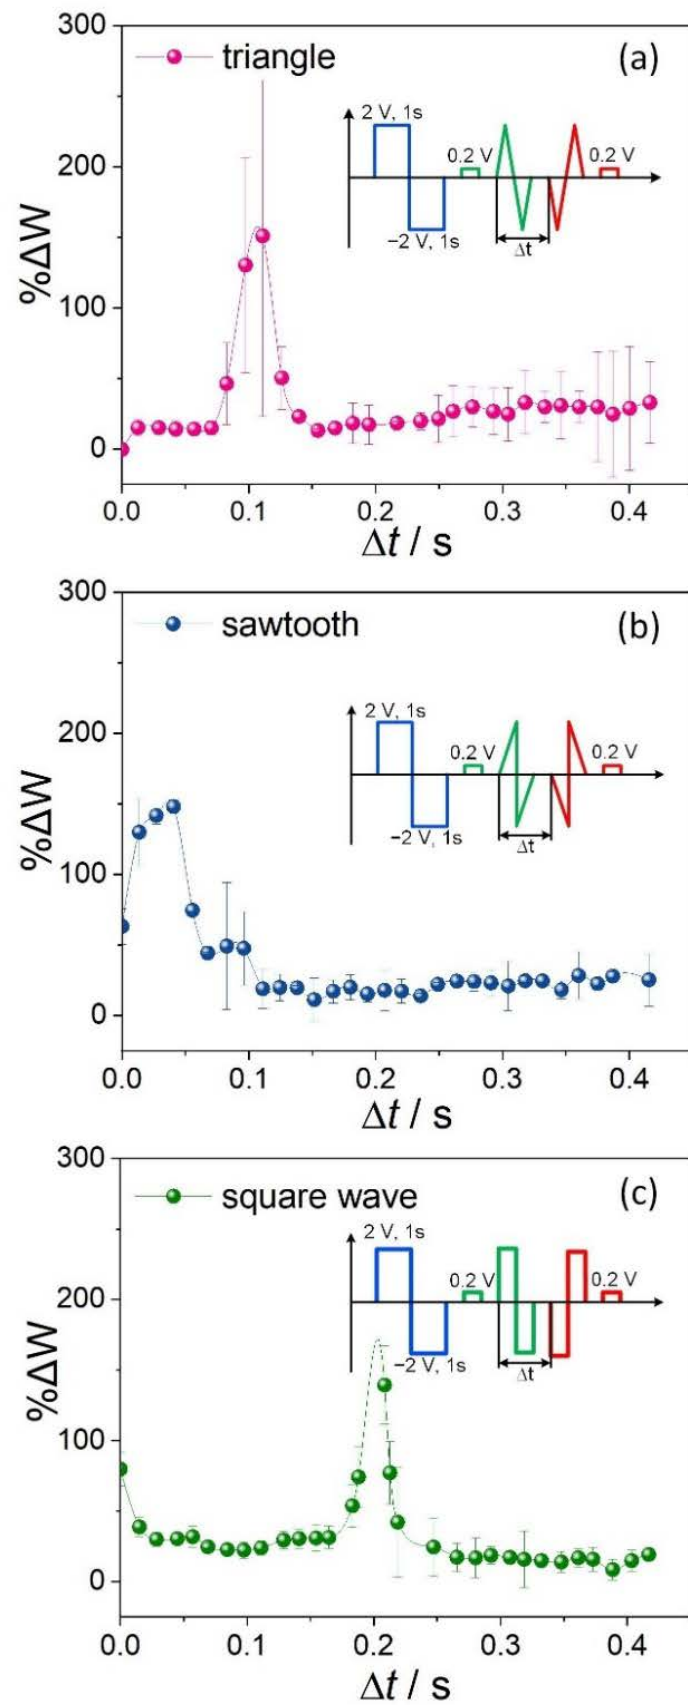 300
triangle
(a)
2 V, 1s
0.2 V
0.2 V
−2 V, 1s
Δt
200
100
0
%ΔW
0.0 0.1 0.2 0.3 0.4
Δt / s
300
sawtooth
(b)
2 V, 1s
0.2 V
0.2 V
−2 V, 1s
Δt
200
100
0
%ΔW
0.0 0.1 0.2 0.3 0.4
Δt / s
300
square wave
(c)
2 V, 1s
0.2 V
0.2 V
−2 V, 1s
Δt
200
100
0
%ΔW
0.0 0.1 0.2 0.3 0.4
Δt / s